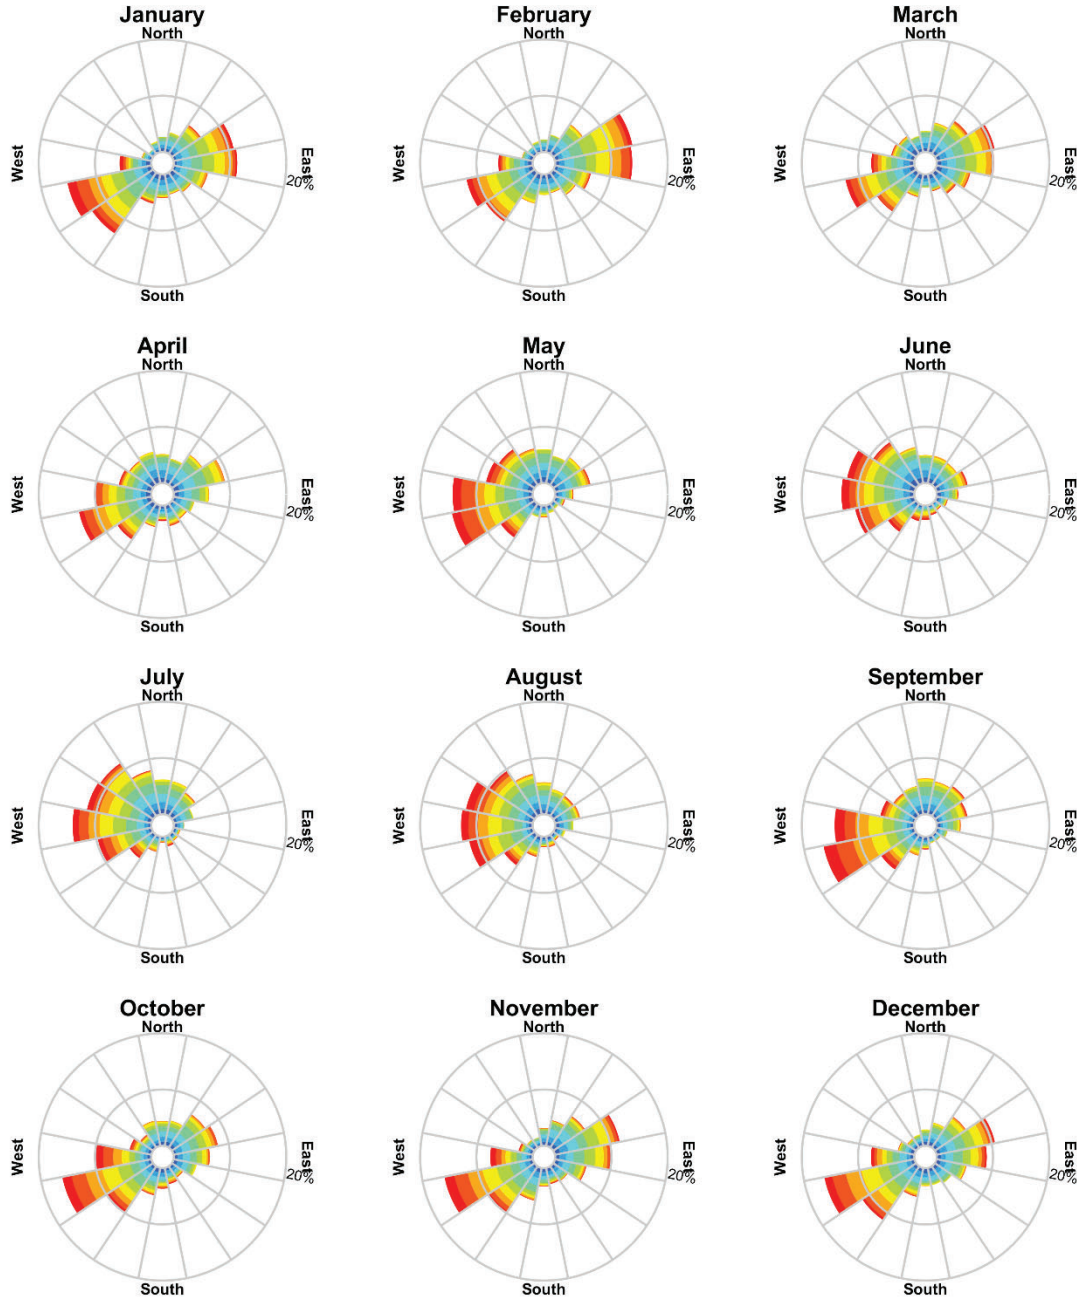 January
North
West
East
20%
South
February
North
West
East
20%
South
March
North
West
East
20%
South
April
North
West
East
20%
South
May
North
West
East
20%
South
June
North
West
East
20%
South
July
North
West
East
20%
South
August
North
West
East
20%
South
September
North
West
East
20%
South
October
North
West
East
20%
South
November
North
West
East
20%
South
December
North
West
East
20%
South